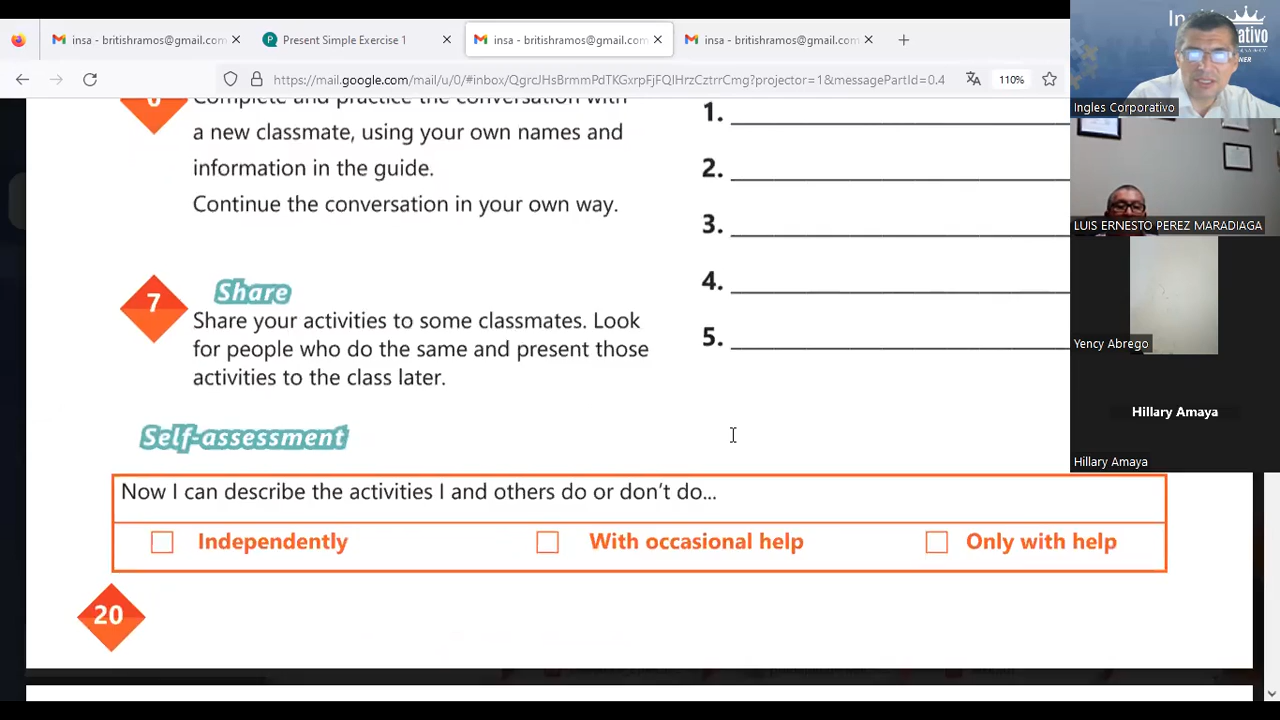 insa - britishramos@gmail.com
Present Simple Exercise 1
insa - britishramos@gmail.com
insa - britishramos@gmail.com
https://mail.google.com/mail/u/0/#inbox/QgrcJHsBrmmPdTKGxrpFjFQIHrzCztrrCmg?projector=1&messagePartId=0.4
110%
Complete and practice the conversation with
a new classmate, using your own names and
information in the guide.
Continue the conversation in your own way.
7
Share
Share your activities to some classmates. Look
for people who do the same and present those
activities to the class later.
1.
2.
3.
4.
5.
Self-assessment
Now I can describe the activities I and others do or don't do...
Independently
With occasional help
Only with help
20
Ingles Corporativo
LUIS ERNESTO PEREZ MARADIAGA
Yency Abrego
Hillary Amaya
Hillary Amaya